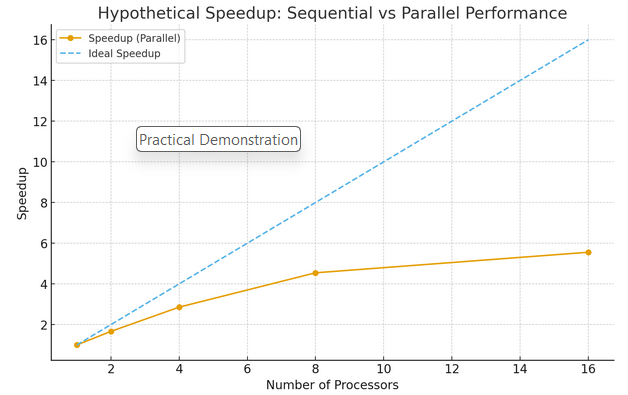 Hypothetical Speedup: Sequential vs Parallel Performance
Speedup (Parallel)
Ideal Speedup
Practical Demonstration
Speedup
16
14
12
10
8
6
4
2
2 4 6 8 10 12 14 16
Number of Processors